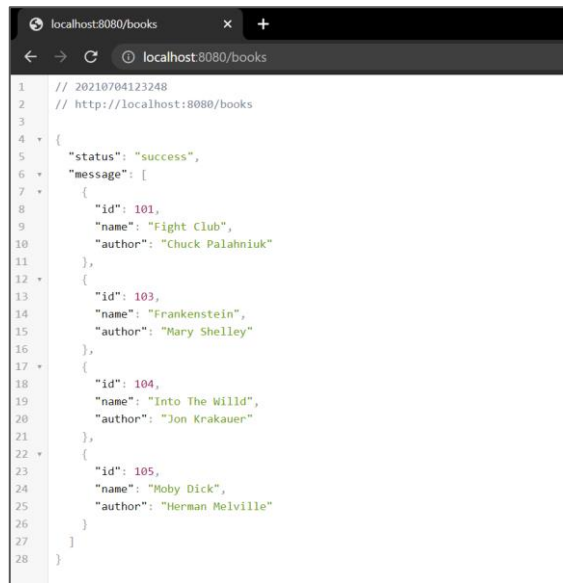 localhost:8080/books
localhost:8080/books
1 // 20210704123248
2 // http://localhost:8080/books
3
4 {
5 "status": "success",
6 "message": [
7 {
8 "id": 101,
9 "name": "Fight Club",
10 "author": "Chuck Palahniuk"
11 },
12 {
13 "id": 103,
14 "name": "Frankenstein",
15 "author": "Mary Shelley"
16 },
17 {
18 "id": 104,
19 "name": "Into The Willd",
20 "author": "Jon Krakauer"
21 },
22 {
23 "id": 105,
24 "name": "Moby Dick",
25 "author": "Herman Melville"
26 }
27 ]
28 }